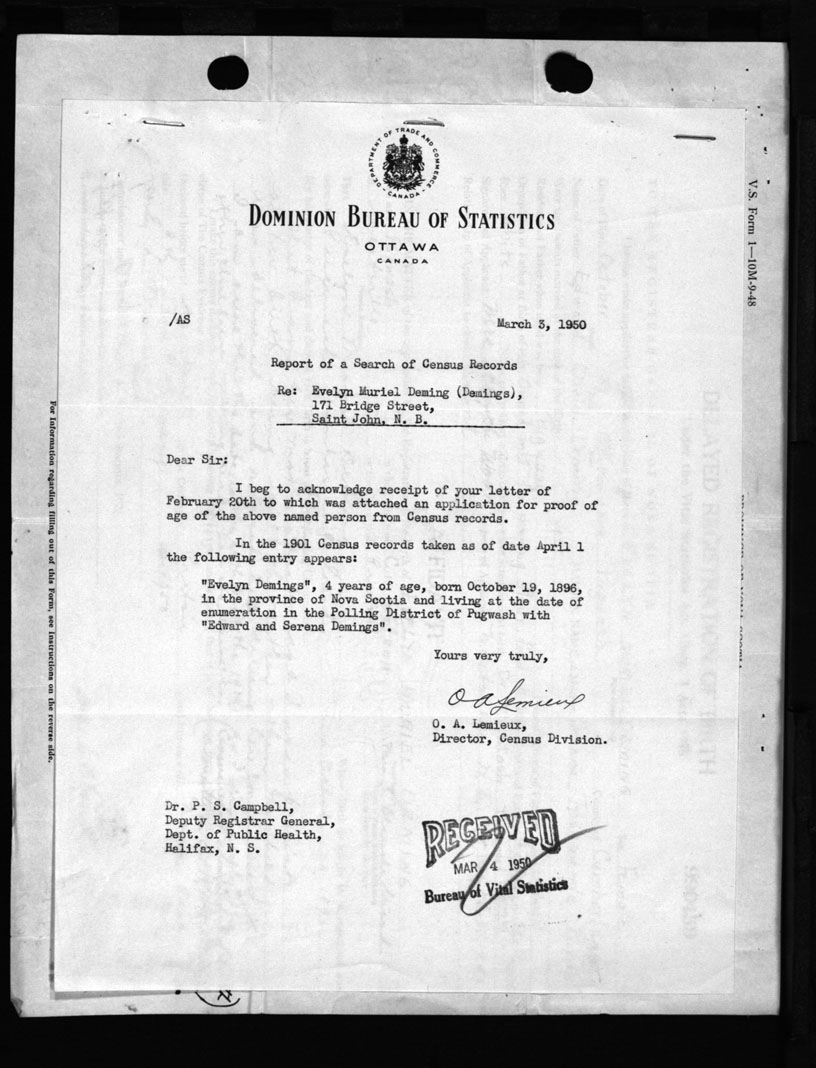 DEPARTMENT OF TRADE AND COMMERCE
CANADA
DOMINION BUREAU OF STATISTICS
OTTAWA
CANADA
V.S. Form 1—10M-9-48
/AS
March 3, 1950
Report of a Search of Census Records
Re: Evelyn Muriel Deming (Demings),
171 Bridge Street,
Saint John, N. B.
Dear Sir:
I beg to acknowledge receipt of your letter of
February 20th to which was attached an application for proof of
age of the above named person from Census records.
In the 1901 Census records taken as of date April 1
the following entry appears:
"Evelyn Demings", 4 years of age, born October 19, 1896,
in the province of Nova Scotia and living at the date of
enumeration in the Polling District of Pugwash with
"Edward and Serena Demings".
Yours very truly,
O A Lemieux
O. A. Lemieux,
Director, Census Division.
Dr. P. S. Campbell,
Deputy Registrar General,
Dept. of Public Health,
Halifax, N. S.
RECEIVED
MAR 4 1950
Bureau of Vital Statistics
For information regarding filling out of this Form, see instructions on the reverse side.